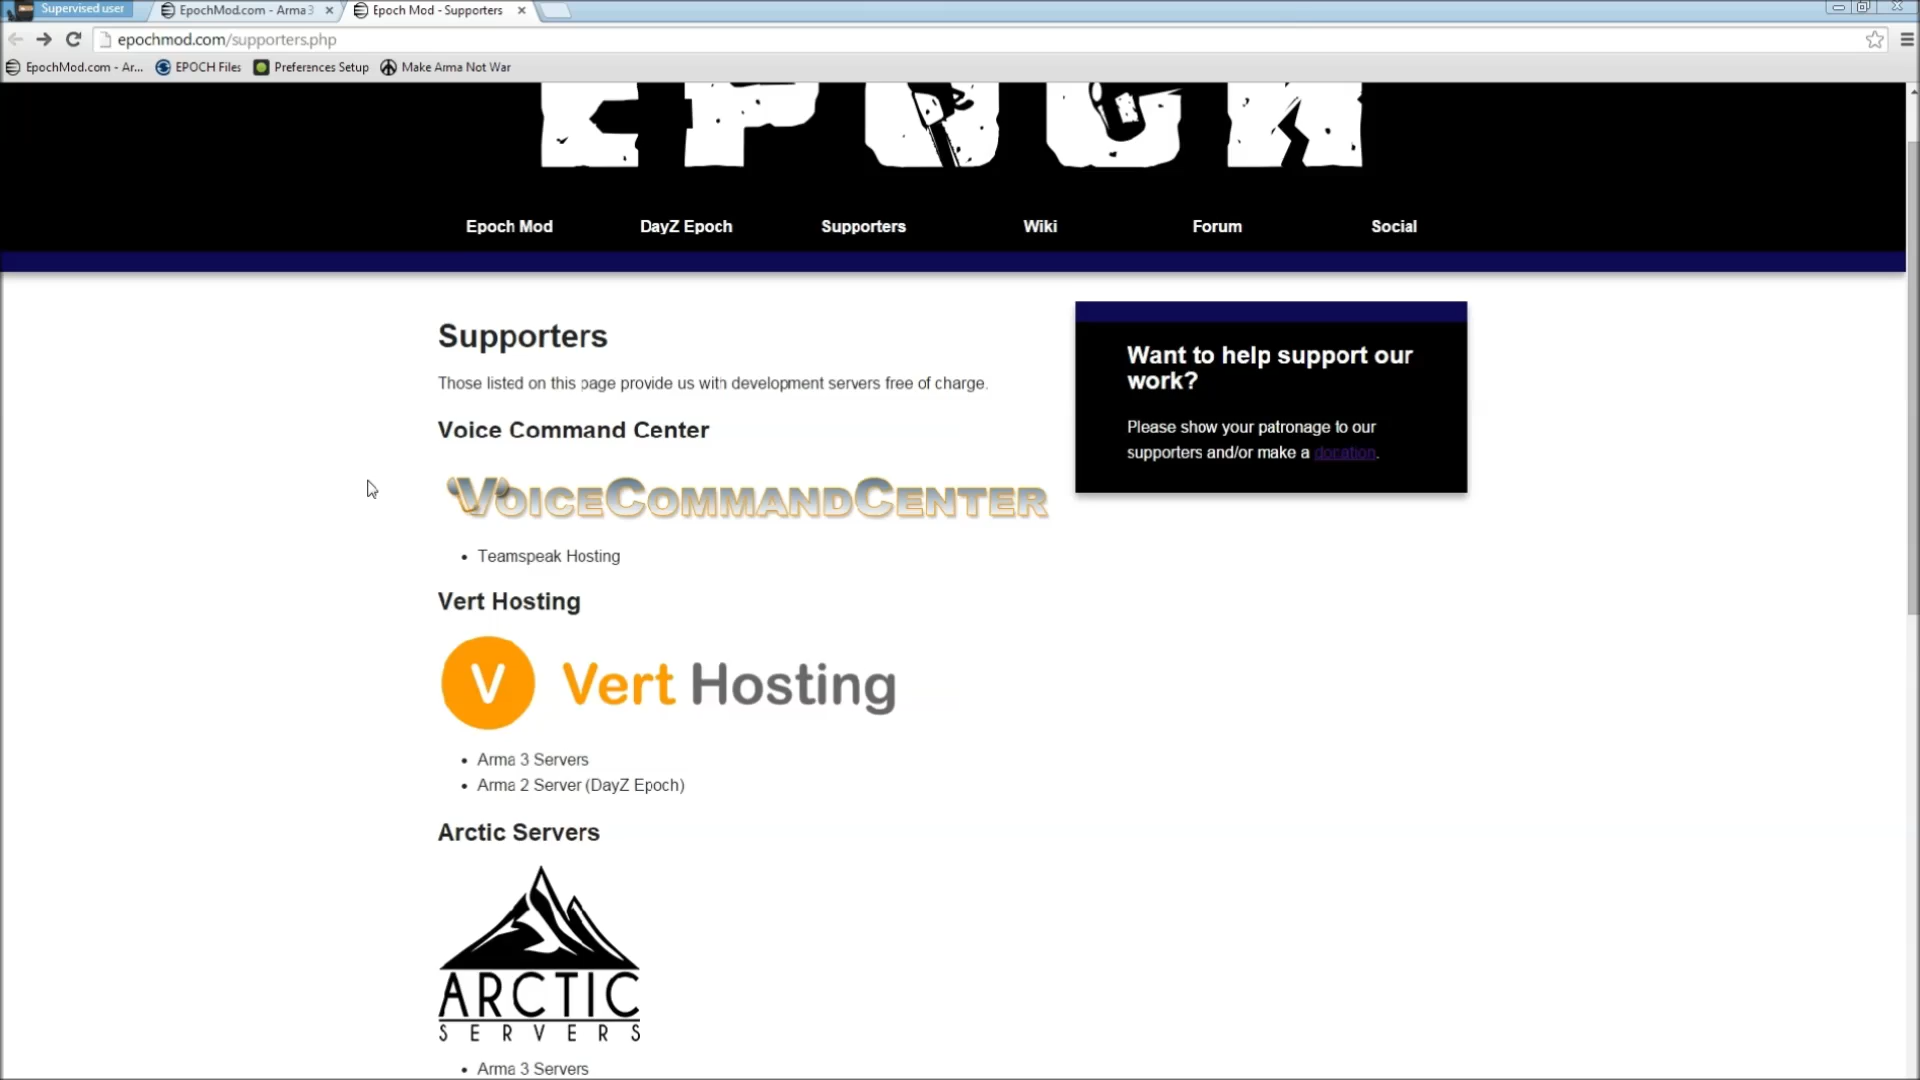 Supervised user
EpochMod.com - Arma 3
Epoch Mod - Supporters
epochmod.com/supporters.php
EpochMod.com - Ar...
EPOCH Files
Preferences Setup
Make Arma Not War
EPOCH
Epoch Mod
DayZ Epoch
Supporters
Wiki
Forum
Social
Supporters
Those listed on this page provide us with development servers free of charge.
Voice Command Center
VOICECOMMANDCENTER
Teamspeak Hosting
Vert Hosting
V Vert Hosting
Arma 3 Servers
Arma 2 Server (DayZ Epoch)
Arctic Servers
ARCTIC
SERVERS
Arma 3 Servers
Want to help support our
work?
Please show your patronage to our
supporters and/or make a donation.